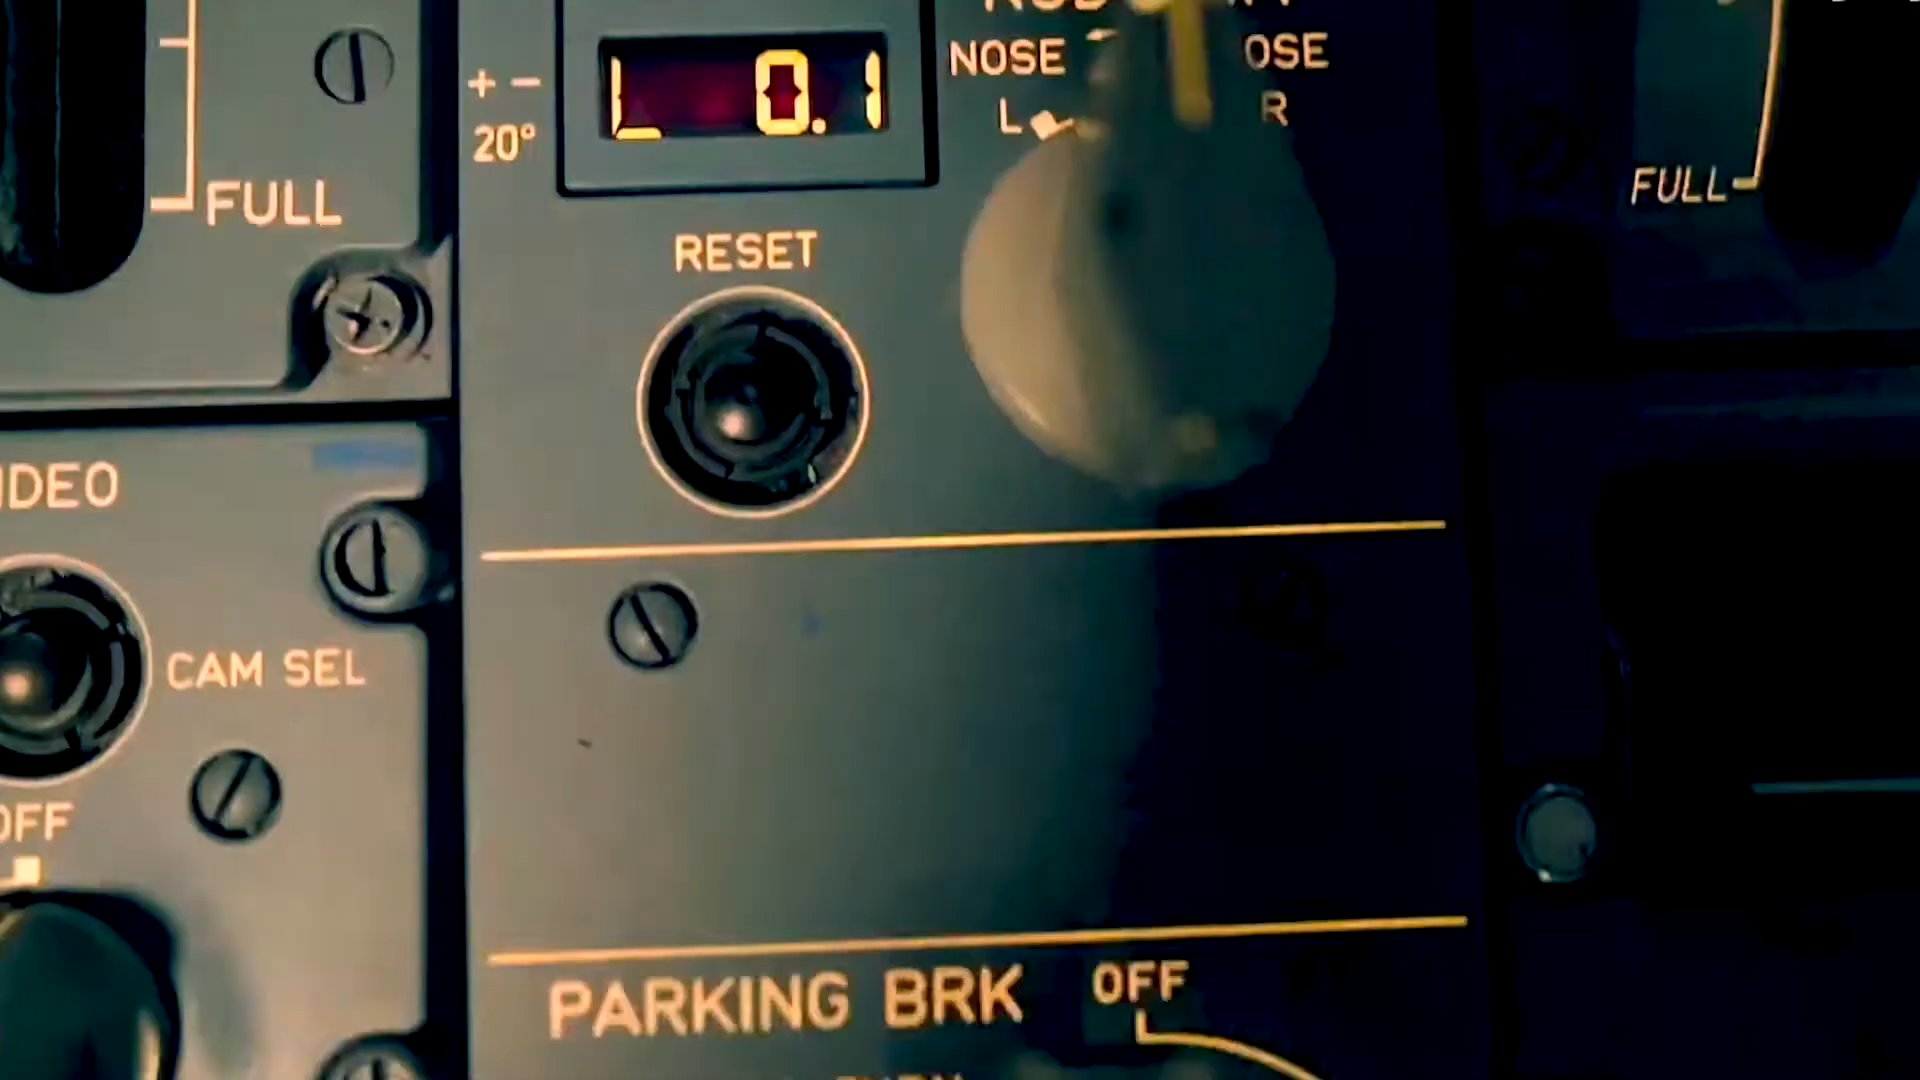 NOSE
OSE
L 0.1
+ -
20°
L
R
FULL
FULL
RESET
IDEO
CAM SEL
OFF
PARKING BRK
OFF